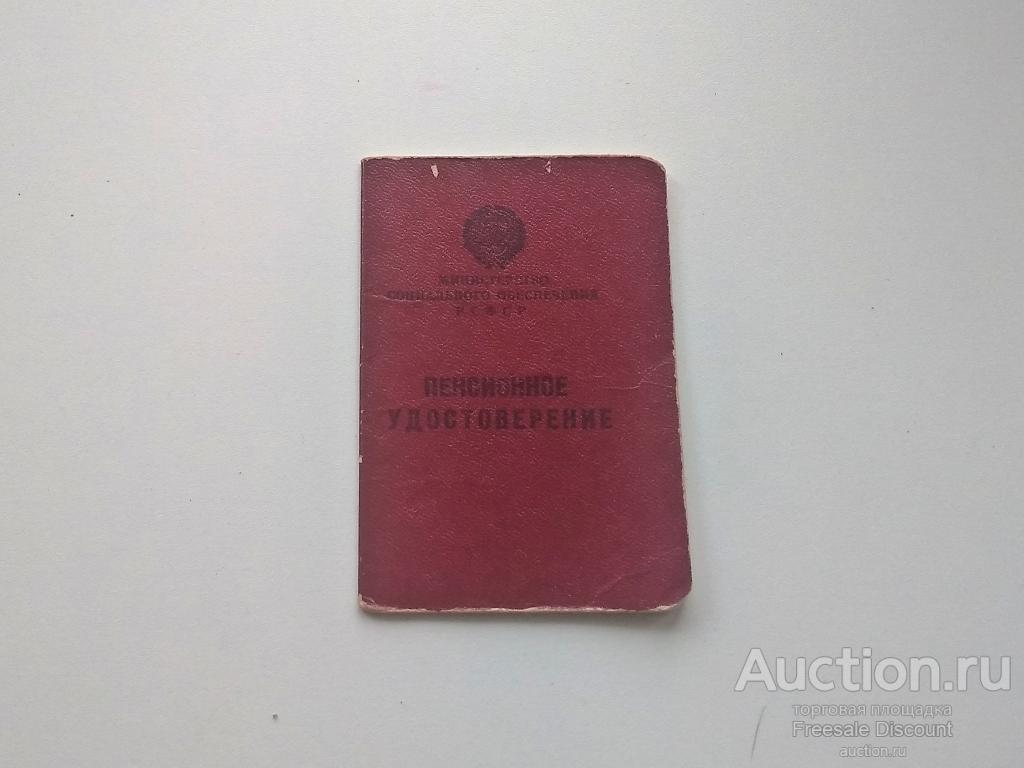 МИНИСТЕРСТВО
СОЦИАЛЬНОГО ОБЕСПЕЧЕНИЯ
РСФСР
ПЕНСИОННОЕ
УДОСТОВЕРЕНИЕ
Auction.ru
торговая площадка
Freesale Discount
auction.ru